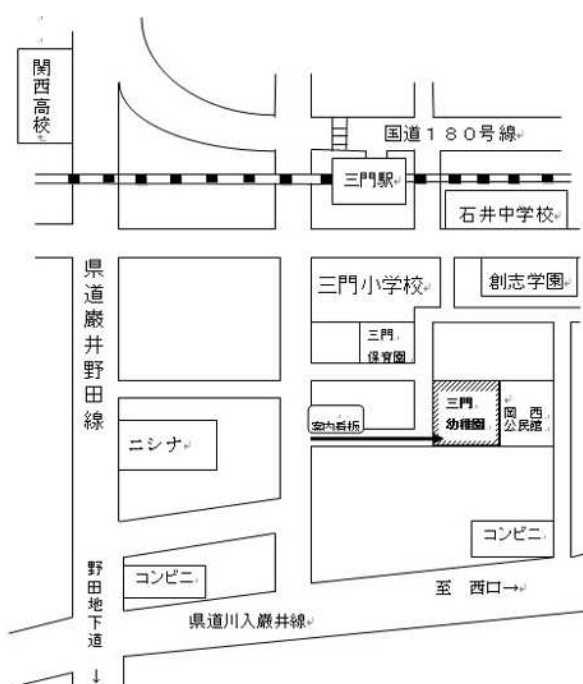 関西高校
国道１８０号線
三門駅
石井中学校
県道巌井野田線
三門小学校
創志学園
三門
保育園
三門
幼稚園
岡西
公民館
案内看板
ニシナ
コンビニ
コンビニ
野田地下道
↓
至 西口→
県道川入巌井線